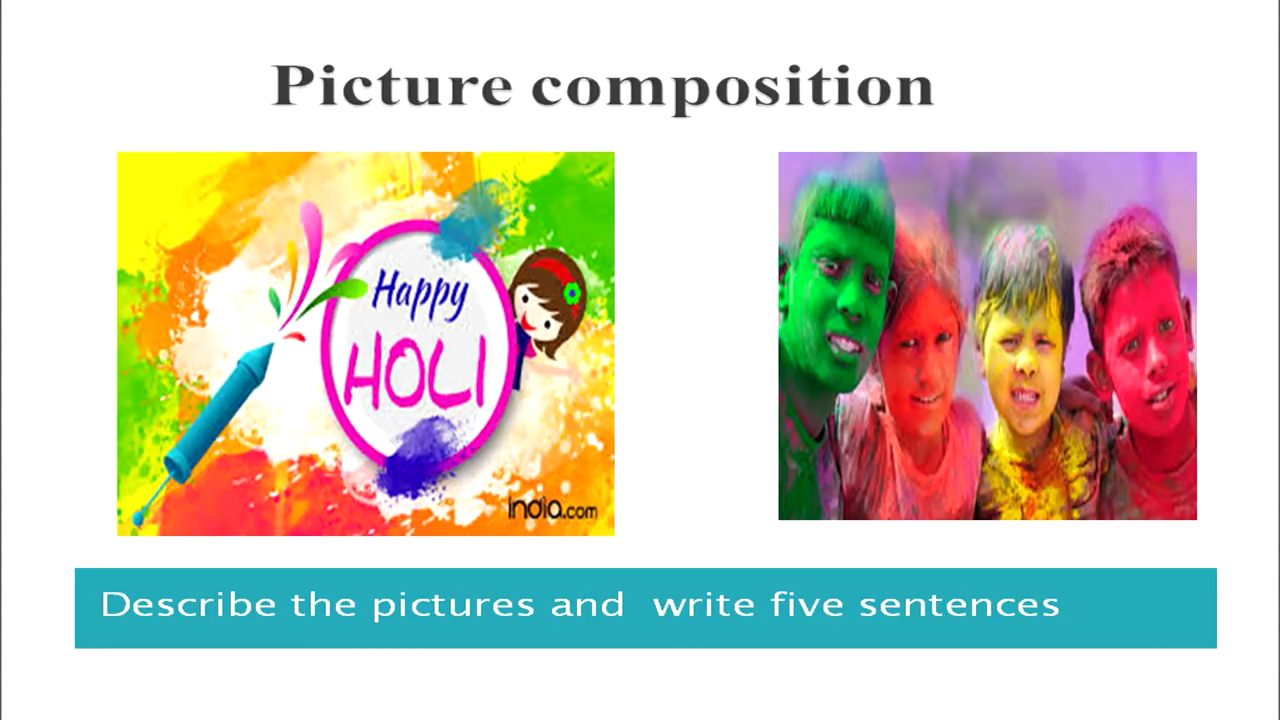 Picture composition
Happy
HOLI
india.com
Describe the pictures and  write five sentences